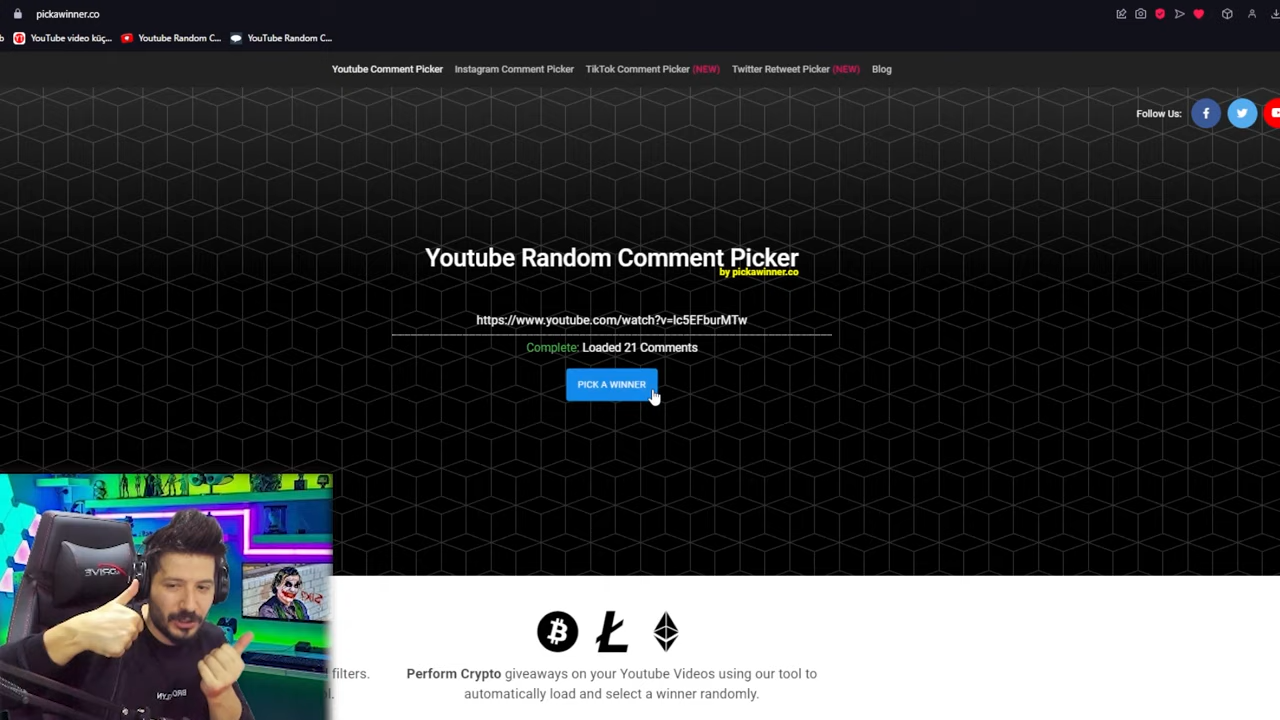 pickawinner.co
YouTube video küç... Youtube Random C... YouTube Random C...
Youtube Comment Picker Instagram Comment Picker TikTok Comment Picker (NEW) Twitter Retweet Picker (NEW) Blog
Follow Us:
Youtube Random Comment Picker
by pickawinner.co
https://www.youtube.com/watch?v=lc5EFburMTw
Complete: Loaded 21 Comments
PICK A WINNER
filters.
Perform Crypto giveaways on your Youtube Videos using our tool to
automatically load and select a winner randomly.